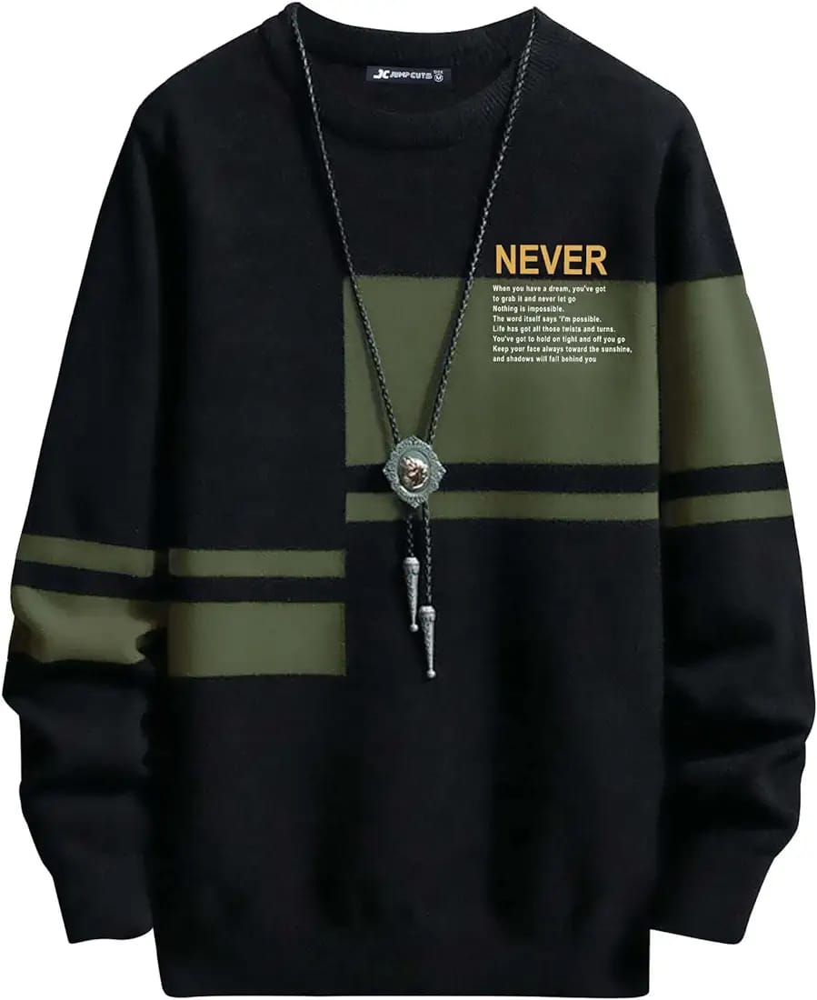 JC JUMP CUTS SIZE M
NEVER
When you have a dream, you've got
to grab it and never let go
Nothing is impossible.
The word itself says 'I'm possible.
Life has got all those twists and turns.
You've got to hold on tight and off you go
Keep your face always toward the sunshine,
and shadows will fall behind you